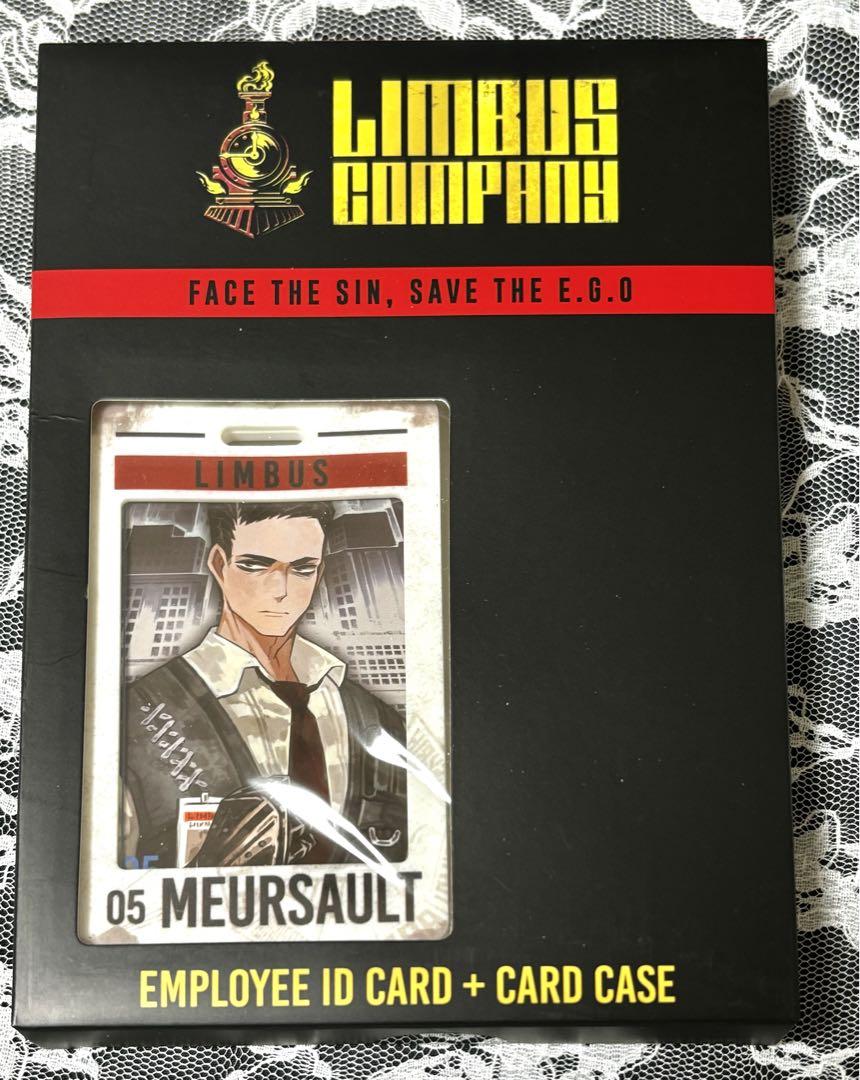 LIMBUS
COMPANY
FACE THE SIN, SAVE THE E.G.O
LIMBUS
05 MEURSAULT
EMPLOYEE ID CARD + CARD CASE